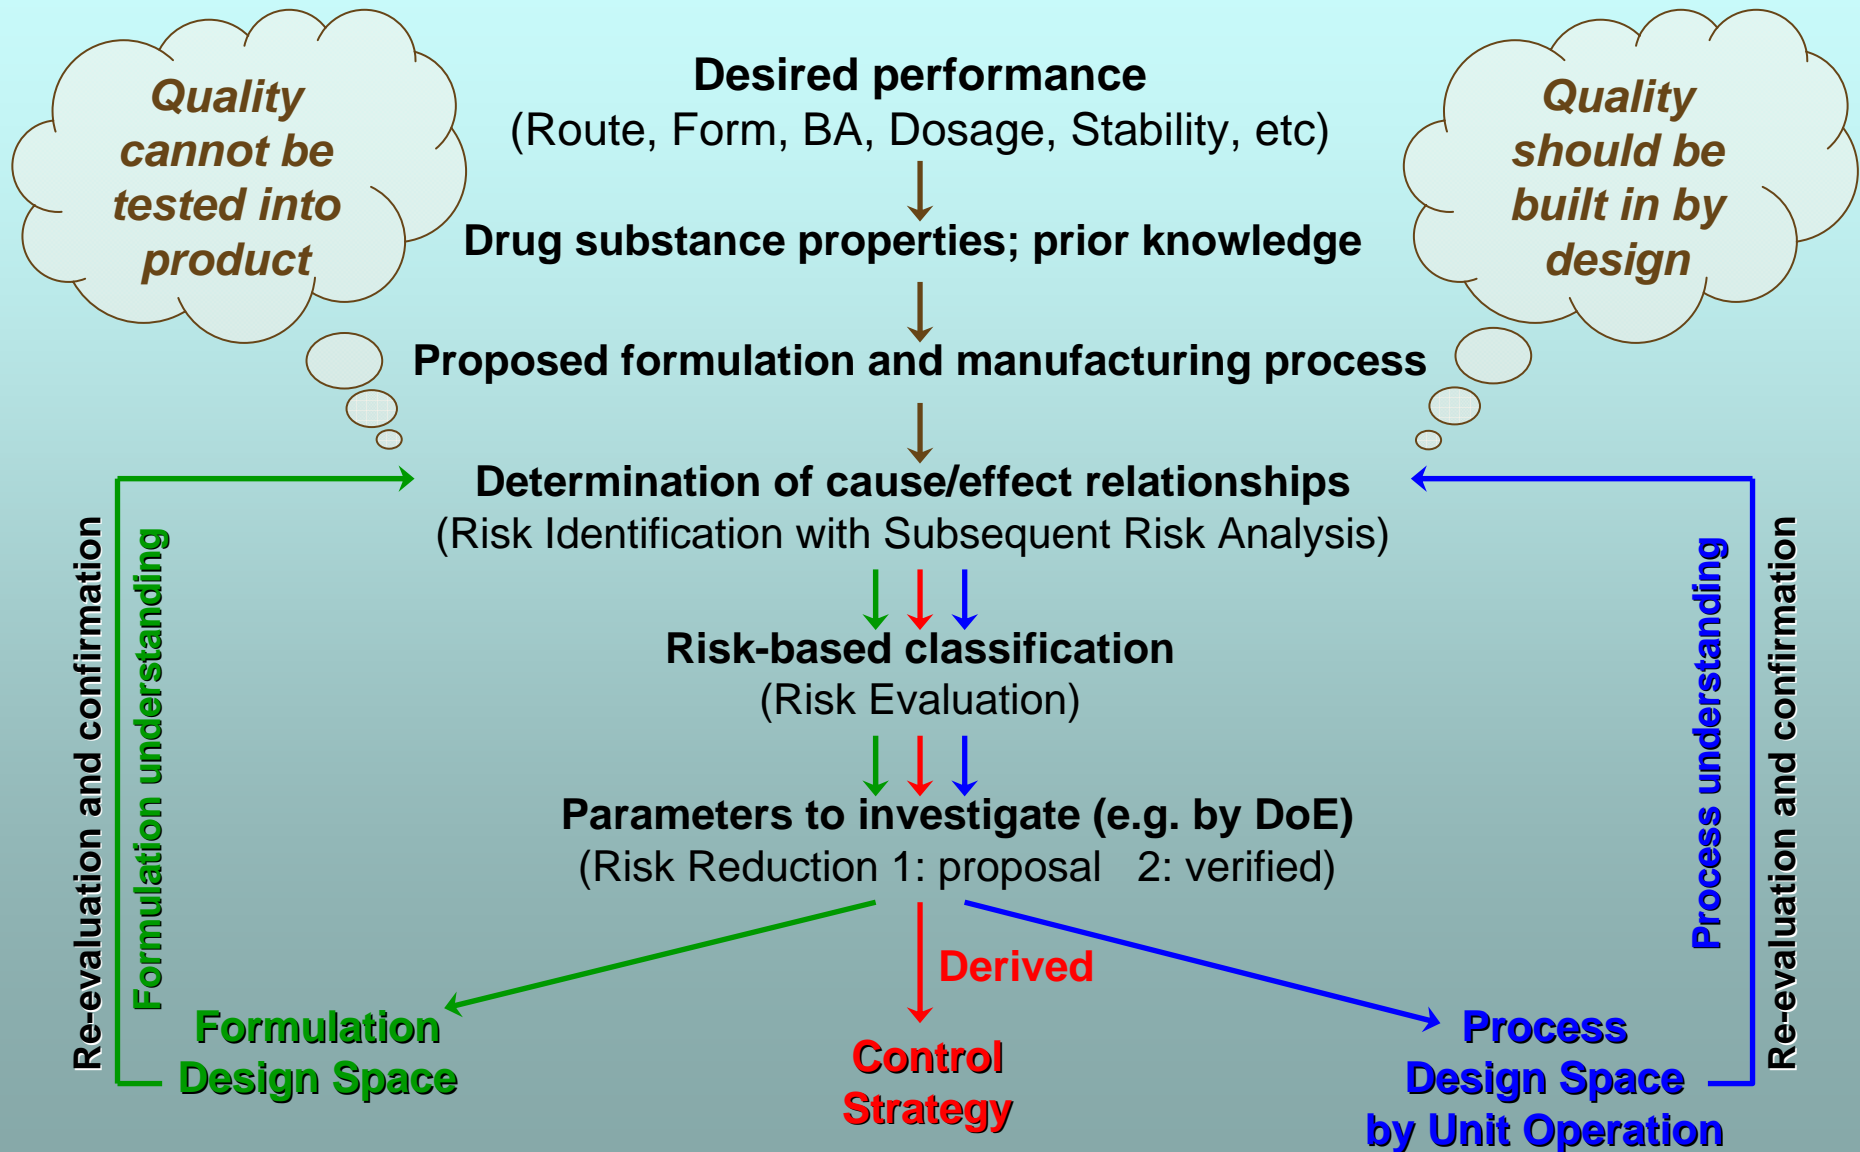 Quality
cannot be
tested into
product
Desired performance
(Route, Form, BA, Dosage, Stability, etc)
Quality
should be
built in by
design
Drug substance properties; prior knowledge
Proposed formulation and manufacturing process
Determination of cause/effect relationships
(Risk Identification with Subsequent Risk Analysis)
Risk-based classification
(Risk Evaluation)
Parameters to investigate (e.g. by DoE)
(Risk Reduction 1: proposal   2: verified)
Re-evaluation and confirmation
Formulation understanding
Process understanding
Re-evaluation and confirmation
Derived
Formulation
Design Space
Control
Strategy
Process
Design Space
by Unit Operation